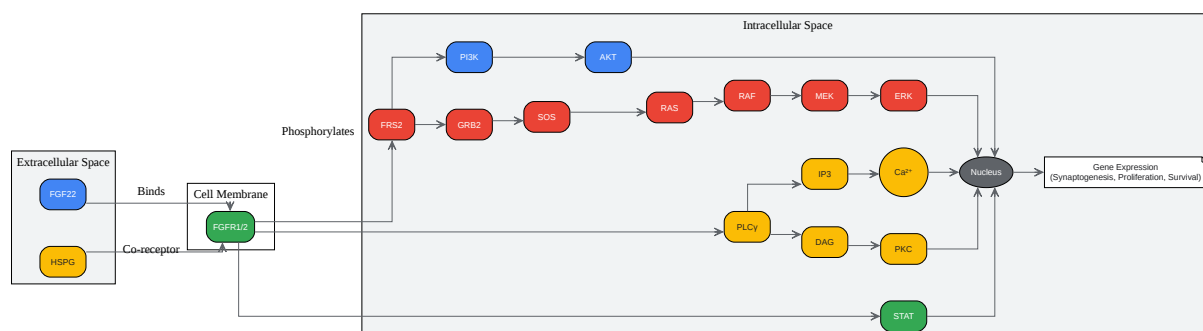 Intracellular Space
PI3K
AKT
RAF
MEK
ERK
RAS
SOS
FRS2
GRB2
Phosphorylates
Extracellular Space
FGF22
Binds
HSPG
Co-receptor
Cell Membrane
FGFR1/2
IP3
Ca²⁺
PLCγ
DAG
PKC
STAT
Nucleus
Gene Expression
(Synaptogenesis, Proliferation, Survival)